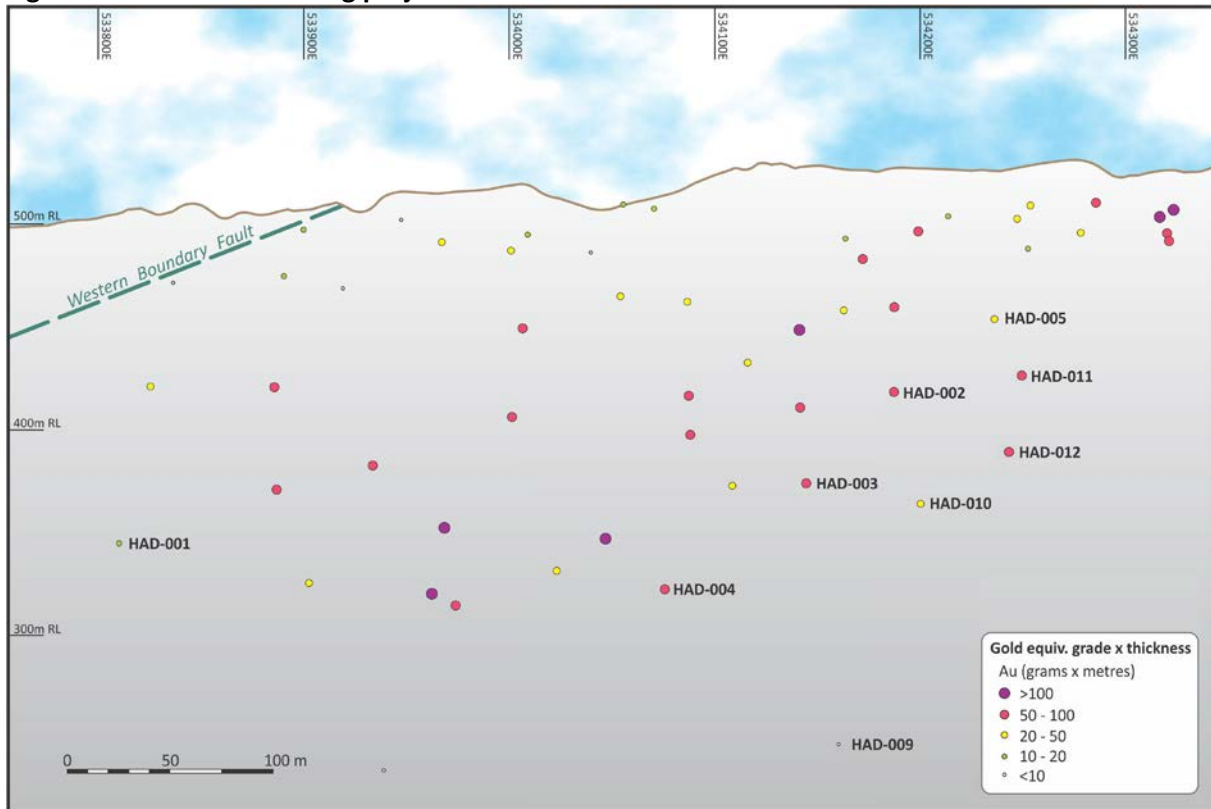 533800E
533900E
534000E
534100E
534200E
534300E
500m RL
Western Boundary Fault
HAD-005
HAD-011
HAD-002
400m RL
HAD-012
HAD-003
HAD-010
HAD-001
HAD-004
300m RL
Gold equiv. grade x thickness
Au (grams x metres)
>100
50 - 100
20 - 50
10 - 20
<10
HAD-009
0 50 100 m